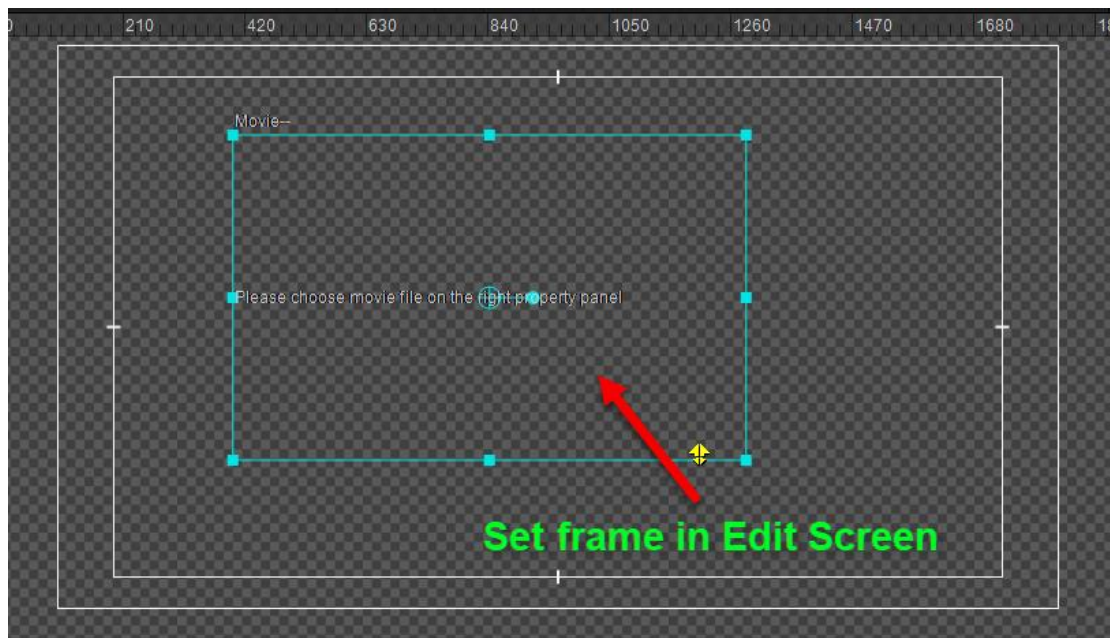 210 420 630 840 1050 1260 1470 1680
Movie--
Please choose movie file on the right property panel
Set frame in Edit Screen